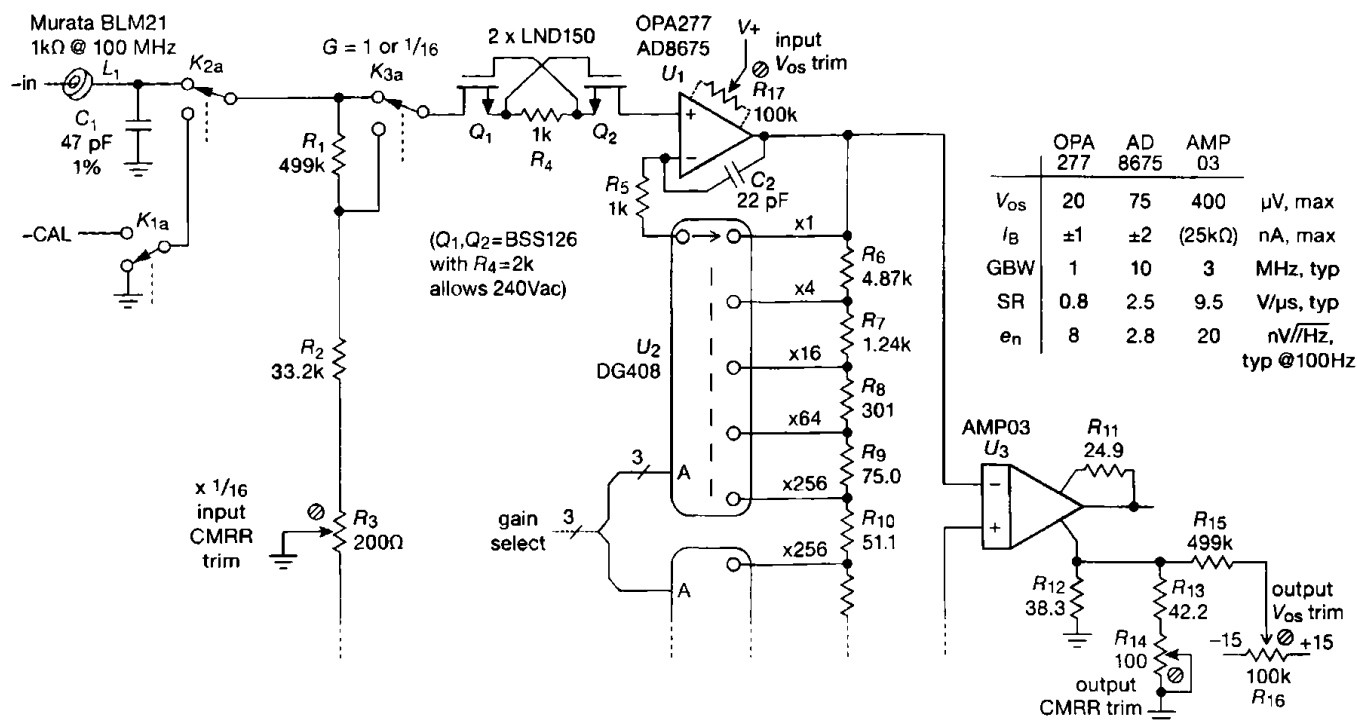 Murata BLM21
1kΩ @ 100 MHz
L1
–in
K2a
C1
47 pF
1%
K1a
–CAL
G = 1 or 1/16
K3a
R1
499k
2 x LND150
Q1
1k
R4
Q2
(Q1,Q2=BSS126
with R4=2k
allows 240Vac)
OPA277
AD8675
U1
V+
input
Vos trim
R17
100k
+
–
C2
22 pF
R5
1k
x1
R6
4.87k
x4
R7
1.24k
U2
DG408
x16
R8
301
x64
R9
75.0
x256
R10
51.1
x256
R2
33.2k
x 1/16
input
CMRR
trim
R3
200Ω
gain
select
3
3
A
A
OPA AD AMP
277 8675 03
Vos 20 75 400 µV, max
IB ±1 ±2 (25kΩ) nA, max
GBW 1 10 3 MHz, typ
SR 0.8 2.5 9.5 V/µs, typ
en 8 2.8 20 nV/√Hz,
typ @100Hz
AMP03
U3
–
+
R11
24.9
R15
499k
R12
38.3
R13
42.2
R14
100
output
CMRR trim
output
Vos trim
–15
+15
100k
R16